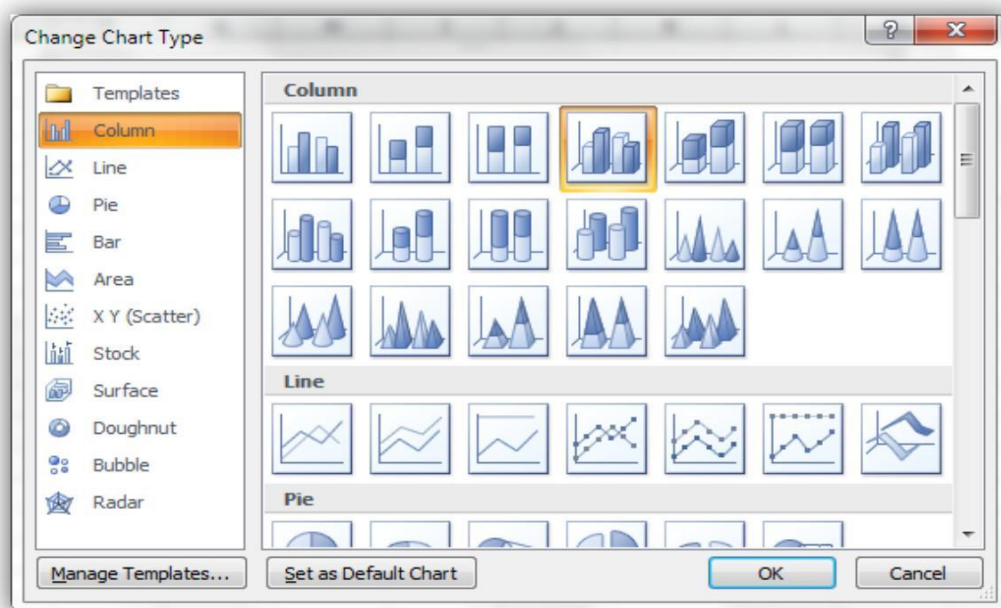 Change Chart Type
?
Templates
Column
Line
Pie
Bar
Area
X Y (Scatter)
Stock
Surface
Doughnut
Bubble
Radar
Column
Line
Pie
Manage Templates...
Set as Default Chart
OK
Cancel